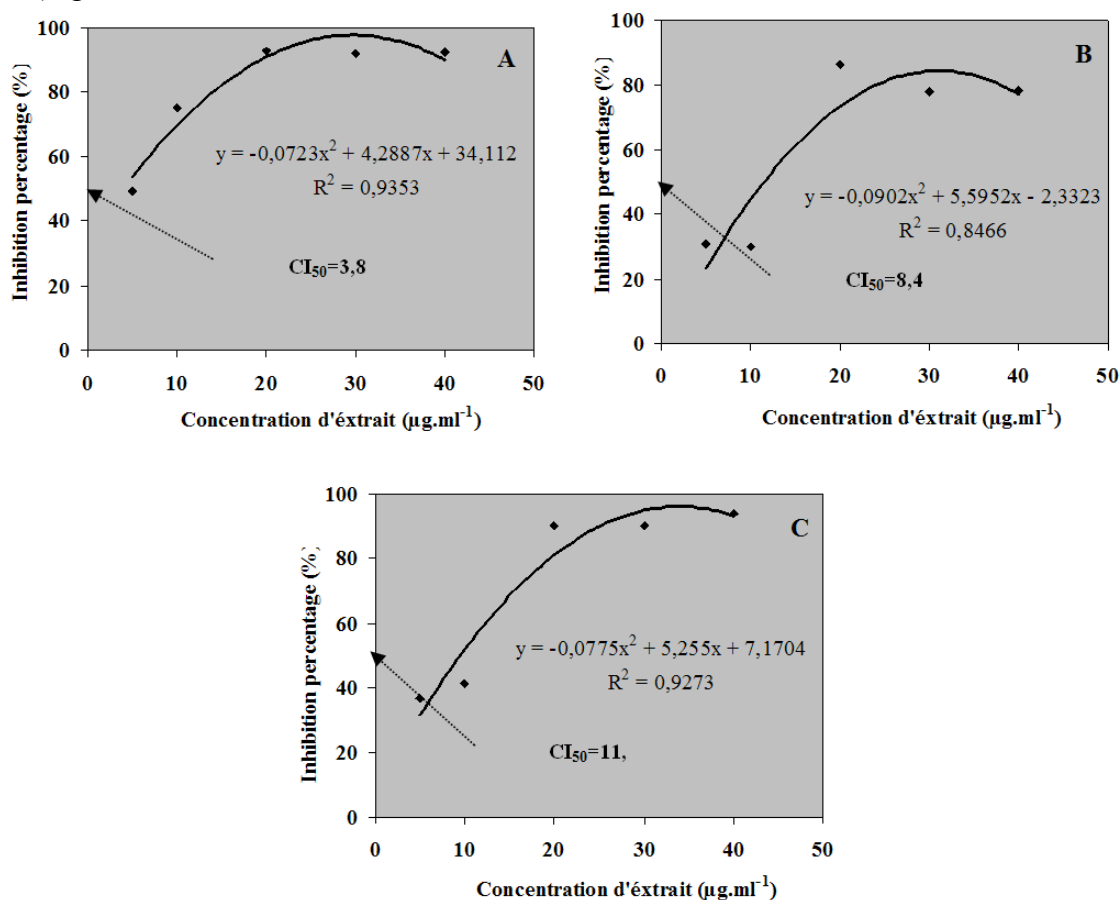 A
Inhibition percentage (%)
100
80
60
40
20
0
y = -0,0723x² + 4,2887x + 34,112
R² = 0,9353
CI₅₀=3,8
0 10 20 30 40 50
Concentration d'éxtrait (µg.ml⁻¹)
B
Inhibition percentage (%)
100
80
60
40
20
0
y = -0,0902x² + 5,5952x - 2,3323
R² = 0,8466
CI₅₀=8,4
0 10 20 30 40 50
Concentration d'éxtrait (µg.ml⁻¹)
C
Inhibition percentage (%)
100
80
60
40
20
0
y = -0,0775x² + 5,255x + 7,1704
R² = 0,9273
CI₅₀=11,
0 10 20 30 40 50
Concentration d'éxtrait (µg.ml⁻¹)